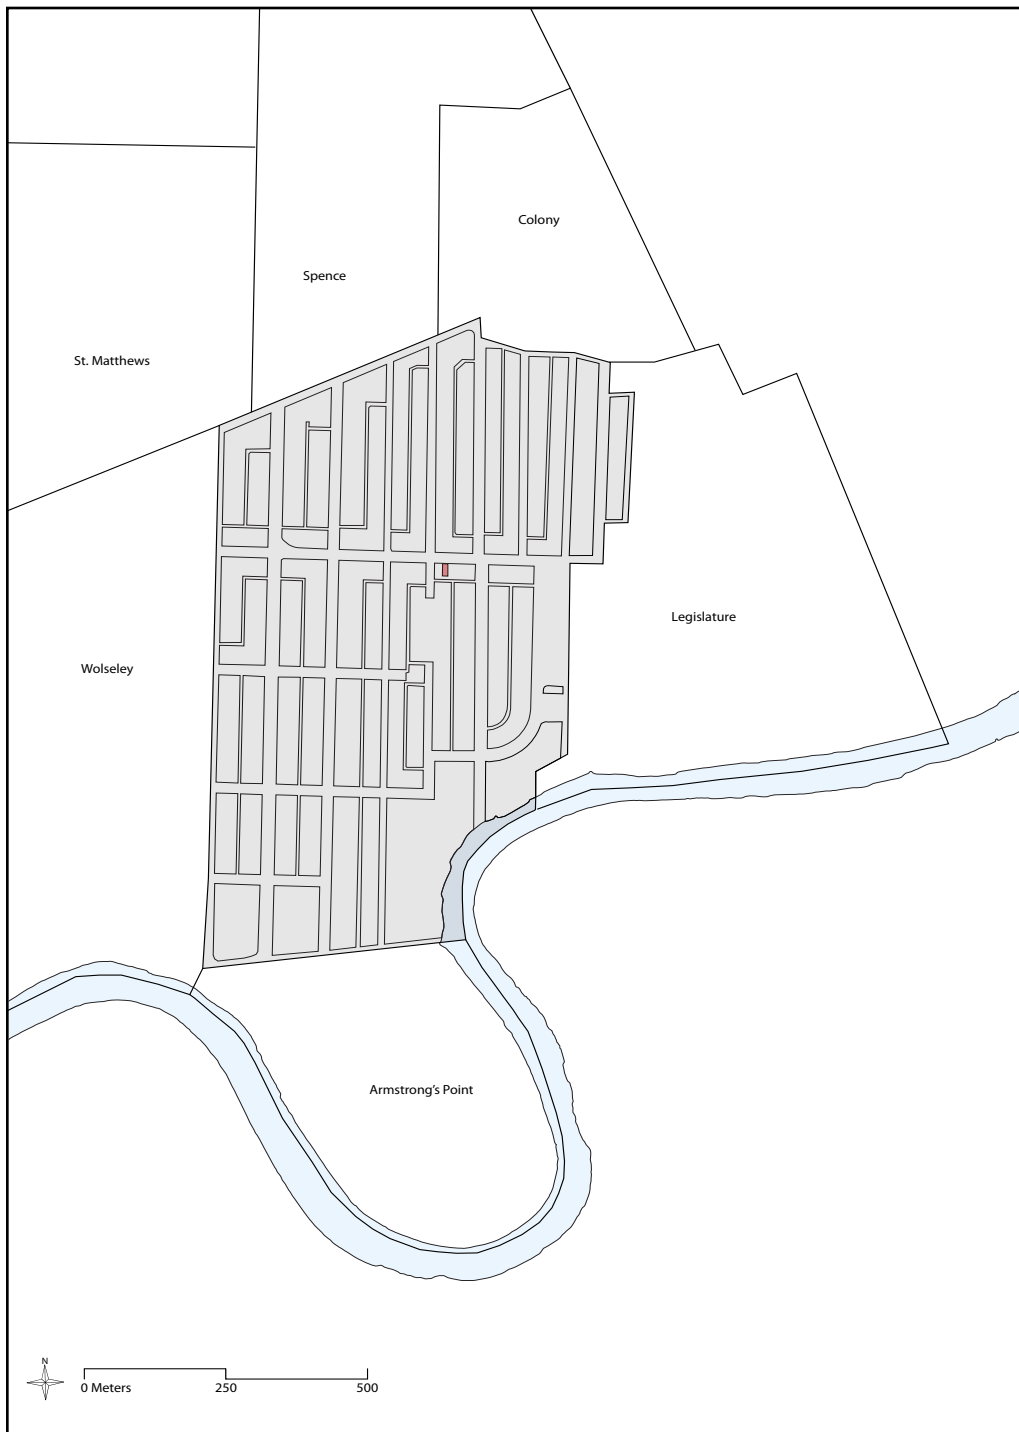 Colony
Spence
St. Matthews
Legislature
Wolseley
Armstrong's Point
N
0 Meters 250 500